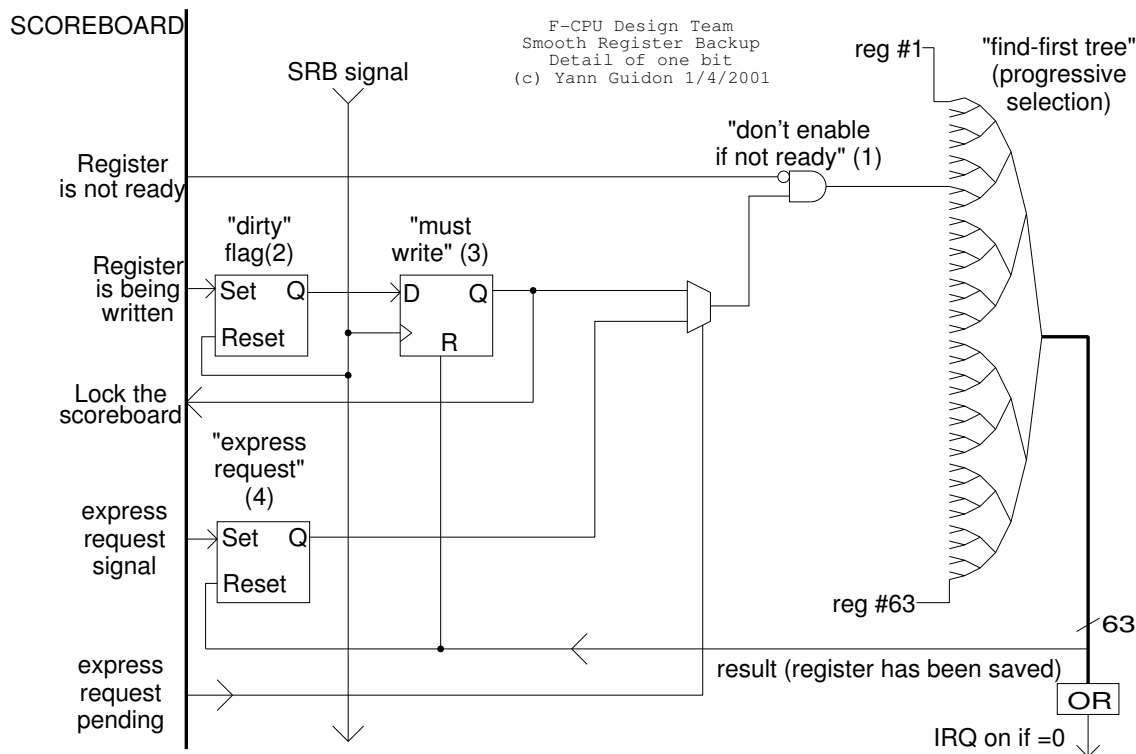 SCOREBOARD
F-CPU Design Team
Smooth Register Backup
Detail of one bit
(c) Yann Guidon 1/4/2001
SRB signal
reg #1
"find-first tree"
(progressive
selection)
"don't enable
if not ready" (1)
Register
is not ready
"dirty"
flag(2)
"must
write" (3)
Register
is being
written
Set Q
Reset
D Q
R
Lock the
scoreboard
"express
request"
(4)
express
request
signal
Set Q
Reset
reg #63
63
result (register has been saved)
express
request
pending
OR
IRQ on if =0